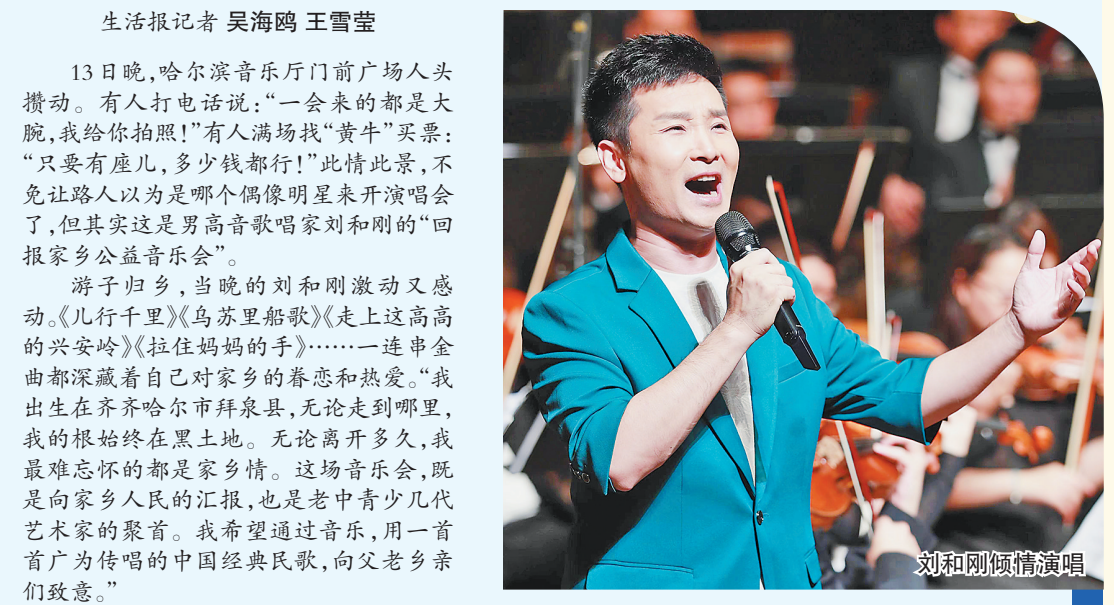 生活报记者 吴海鸥 王雪莹
13日晚，哈尔滨音乐厅门前广场人头
攒动。有人打电话说：“一会来的都是大
腕，我给你拍照！”有人满场找“黄牛”买票：
“只要有座儿，多少钱都行！”此情此景，不
免让路人以为是哪个偶像明星来开演唱会
了，但其实这是男高音歌唱家刘和刚的“回
报家乡公益音乐会”。
游子归乡，当晚的刘和刚激动又感
动。《儿行千里》《乌苏里船歌》《走上这高高
的兴安岭》《拉住妈妈的手》……一连串金
曲都深藏着自己对家乡的眷恋和热爱。“我
出生在齐齐哈尔市拜泉县，无论走到哪里，
我的根始终在黑土地。无论离开多久，我
最难忘怀的都是家乡情。这场音乐会，既
是向家乡人民的汇报，也是老中青少几代
艺术家的聚首。我希望通过音乐，用一首
首广为传唱的中国经典民歌，向父老乡亲
们致意。”
刘和刚倾情演唱